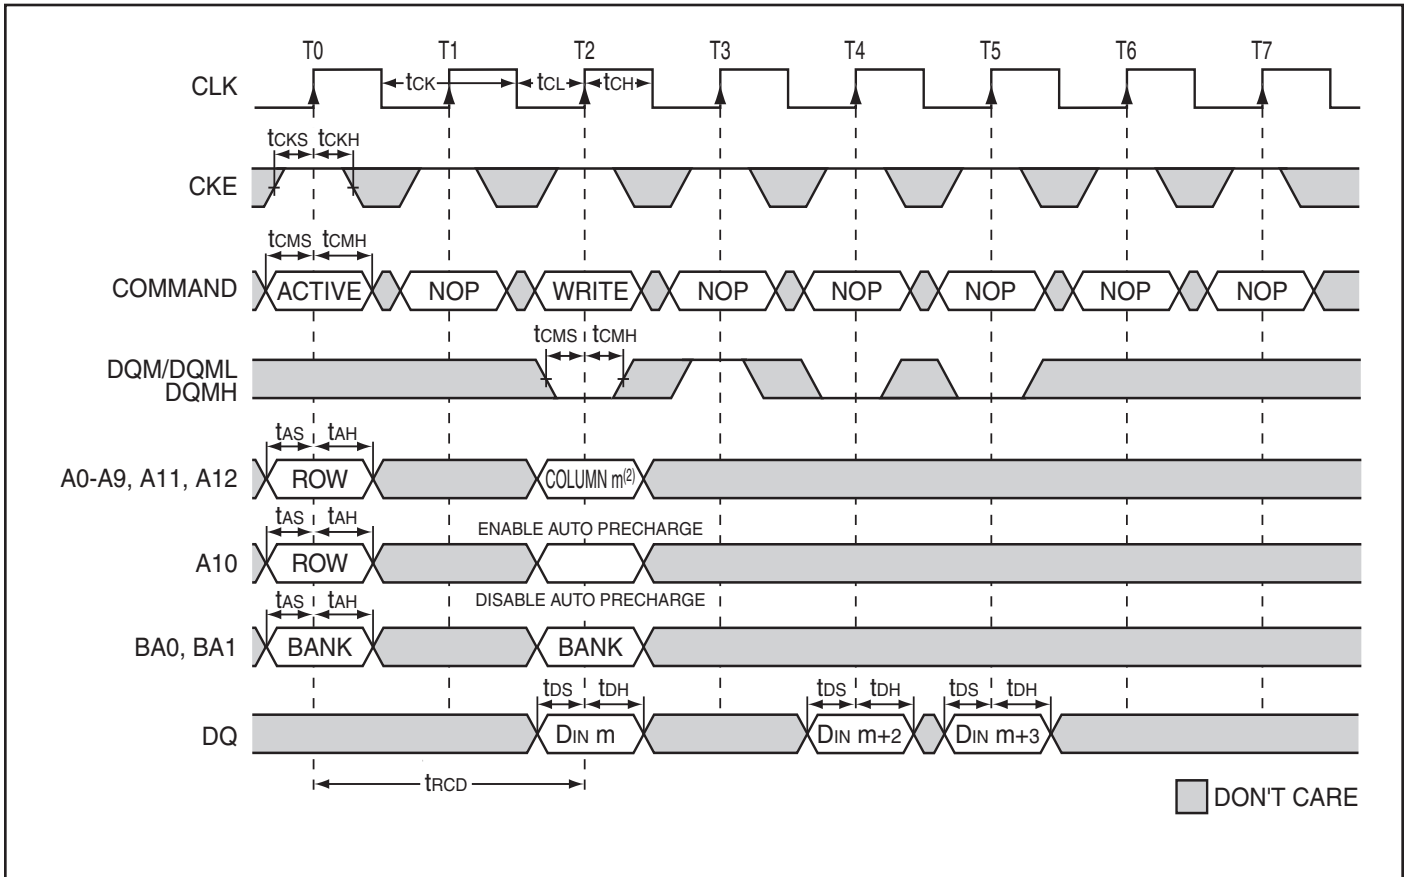 T0 T1 T2 T3 T4 T5 T6 T7
CLK tCK tCL tCH
tCKS tCKH
CKE
tCMS tCMH
COMMAND ACTIVE NOP WRITE NOP NOP NOP NOP NOP
tCMS tCMH
DQM/DQML
DQMH
tAS tAH
A0-A9, A11, A12 ROW COLUMN m(2)
tAS tAH ENABLE AUTO PRECHARGE
A10 ROW
tAS tAH DISABLE AUTO PRECHARGE
BA0, BA1 BANK BANK
tDS tDH tDS tDH tDS tDH
DQ DIN m DIN m+2 DIN m+3
tRCD
DON'T CARE